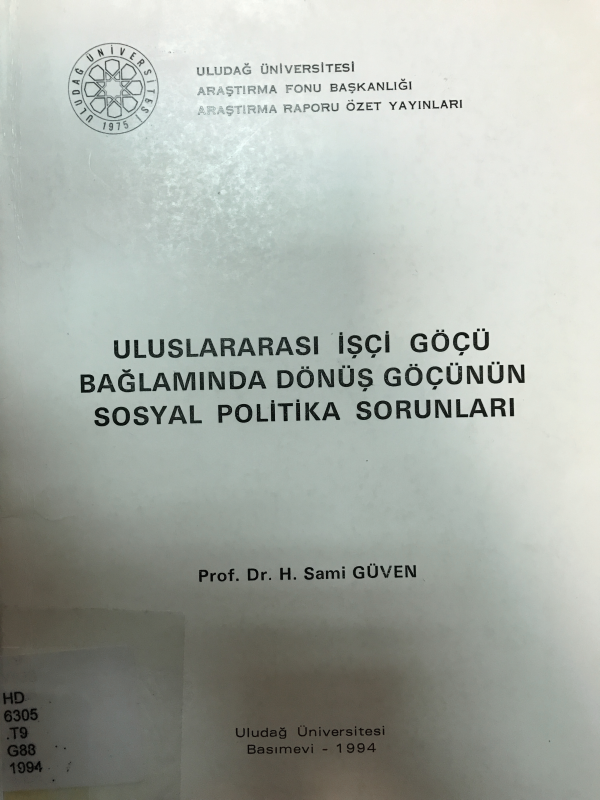 ULUDAĞ ÜNİVERSİTESİ
1975
ULUDAĞ ÜNİVERSİTESİ
ARAŞTIRMA FONU BAŞKANLIĞI
ARAŞTIRMA RAPORU ÖZET YAYINLARI
ULUSLARARASI İŞÇİ GÖÇÜ
BAĞLAMINDA DÖNÜŞ GÖÇÜNÜN
SOSYAL POLİTİKA SORUNLARI
Prof. Dr. H. Sami GÜVEN
HD
6305
.T9
G88
1994
Uludağ Üniversitesi
Basımevi - 1994